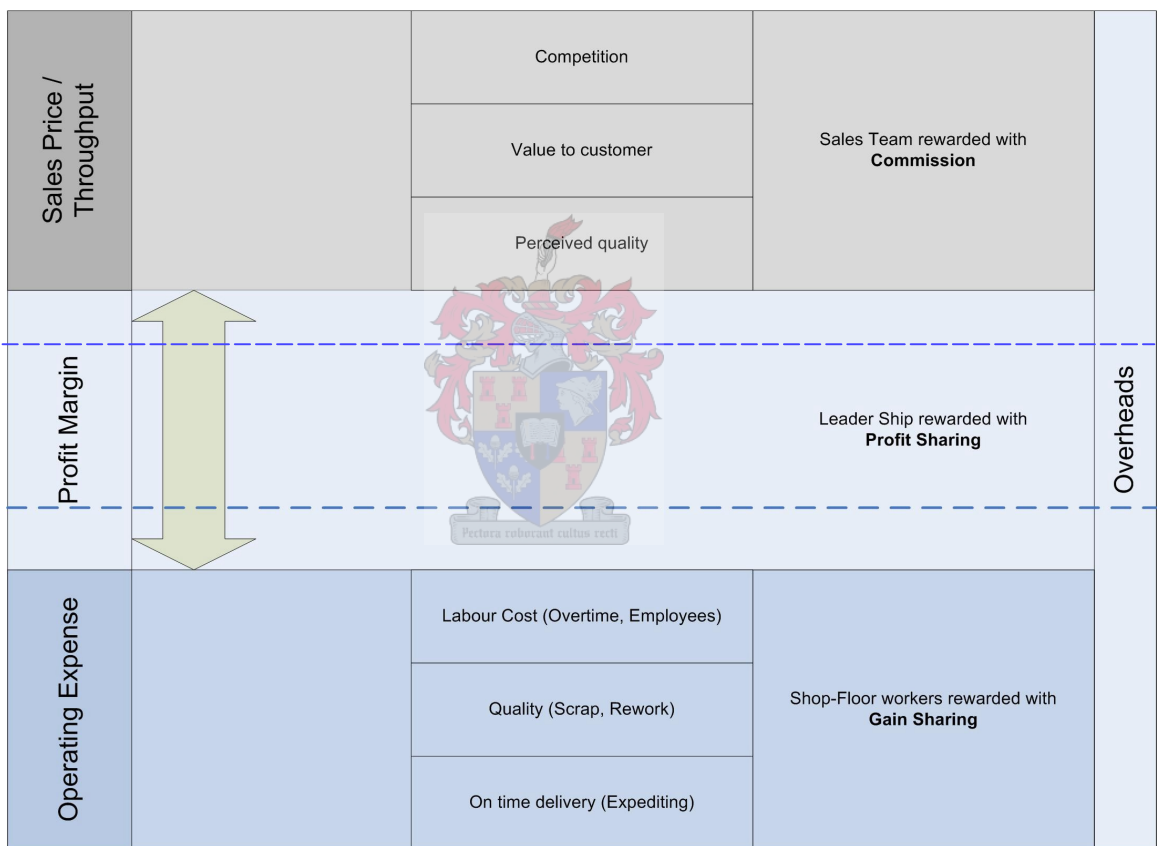 Sales Price /
Throughput
Competition
Value to customer
Perceived quality
Sales Team rewarded with
Commission
Profit Margin
Leader Ship rewarded with
Profit Sharing
Overheads
Pectora roborant cultus recti
Operating Expense
Labour Cost (Overtime, Employees)
Quality (Scrap, Rework)
On time delivery (Expediting)
Shop-Floor workers rewarded with
Gain Sharing